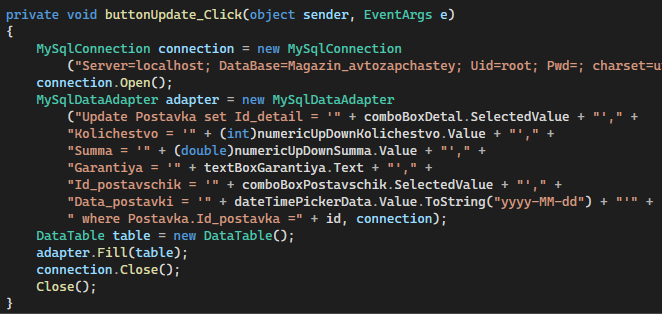 private void buttonUpdate_Click(object sender, EventArgs e)
{
    MySqlConnection connection = new MySqlConnection
        ("Server=localhost; DataBase=Magazin_avtozapchastey; Uid=root; Pwd=; charset=u
    connection.Open();
    MySqlDataAdapter adapter = new MySqlDataAdapter
        ("Update Postavka set Id_detail = '" + comboBoxDetal.SelectedValue + "'," +
        "Kolichestvo = '" + (int)numericUpDownKolichestvo.Value + "'," +
        "Summa = '" + (double)numericUpDownSumma.Value + "'," +
        "Garantiya = '" + textBoxGarantiya.Text + "'," +
        "Id_postavschik = '" + comboBoxPostavschik.SelectedValue + "'," +
        "Data_postavki = '" + dateTimePickerData.Value.ToString("yyyy-MM-dd") + "'" +
        " where Postavka.Id_postavka =" + id, connection);
    DataTable table = new DataTable();
    adapter.Fill(table);
    connection.Close();
    Close();
}